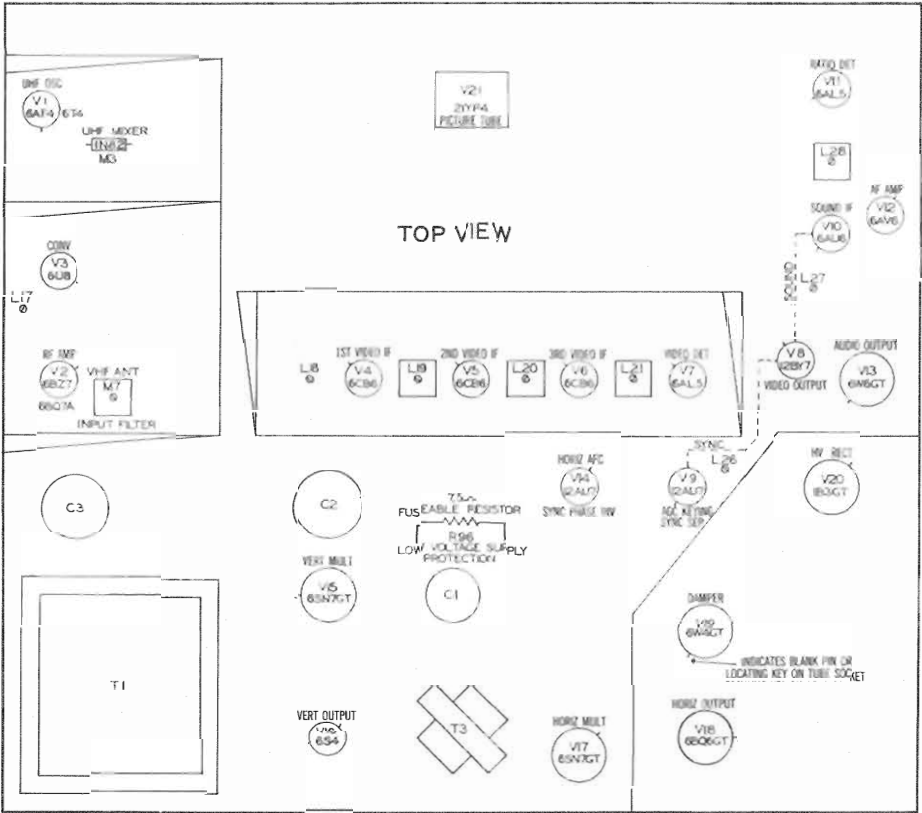 UHF OSC
V1
6AF4 6T4
UHF MIXER
IN82
M3
V21
21YP4
PICTURE TUBE
RATIO DET
V11
6AL5
L28
AF AMP
V12
6AV6
SOUND IF
V10
6AU6
TOP VIEW
CONV
V3
6U8
L17
SOUND
L27
RF AMP
V2
6BZ7
6BQ7A
VHF ANT
M7
INPUT FILTER
L18
1ST VIDEO IF
V4
6CB6
L19
2ND VIDEO IF
V5
6CB6
L20
3RD VIDEO IF
V6
6CB6
L21
VIDEO DET
V7
6AL5
V8
12BY7
VIDEO OUTPUT
AUDIO OUTPUT
V13
6W6GT
C3
C2
7.5Ω
FUSEABLE RESISTOR
R96
LOW VOLTAGE SUPPLY
PROTECTION
C1
HORIZ AFC
V14
12AU7
SYNC PHASE INV
SYNC
L26
V9
12AU7
AGC KEYING
SYNC SEP
HV RECT
V20
1B3GT
VERT MULT
V15
6SN7GT
T1
VERT OUTPUT
V16
6S4
T3
HORIZ MULT
V17
6SN7GT
DAMPER
V19
6W4GT
INDICATES BLANK PIN OR
LOCATING KEY ON TUBE SOCKET
HORIZ OUTPUT
V18
6BQ6GT